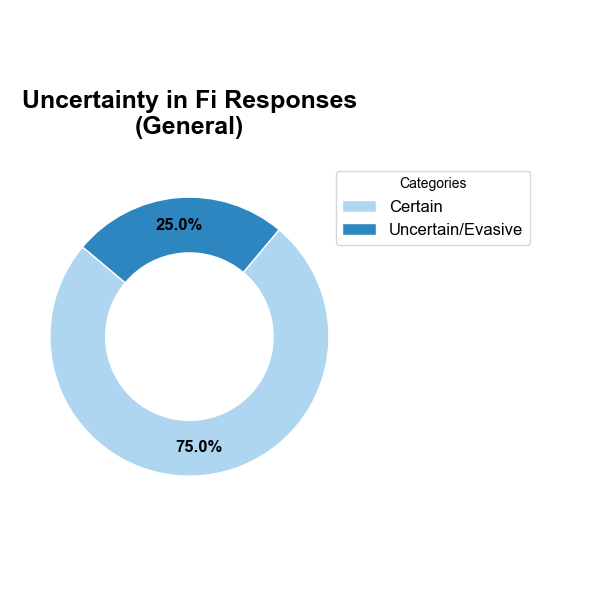 Uncertainty in Fi Responses
(General)
Categories
Certain
Uncertain/Evasive
25.0%
75.0%